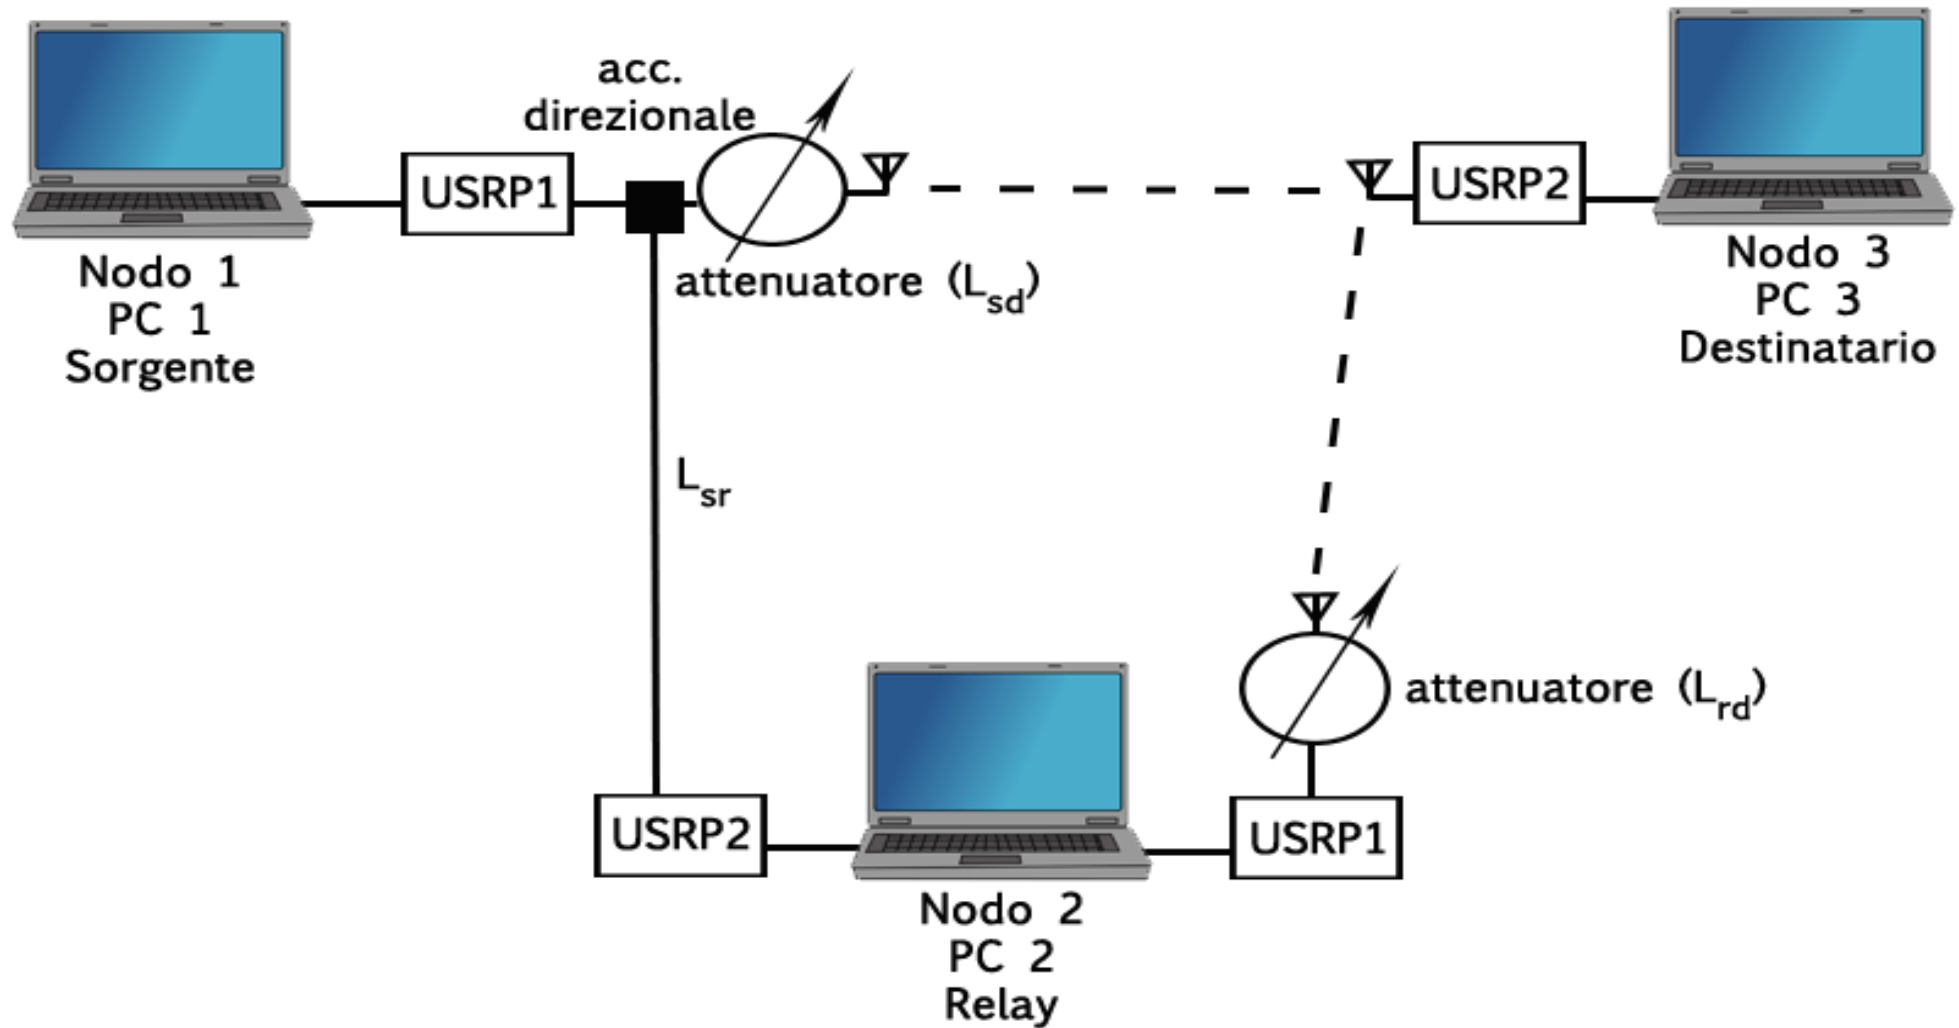 acc.
direzionale
USRP1
USRP2
Nodo 1
PC 1
Sorgente
attenuatore (Lsd)
Nodo 3
PC 3
Destinatario
Lsr
attenuatore (Lrd)
USRP2
USRP1
Nodo 2
PC 2
Relay